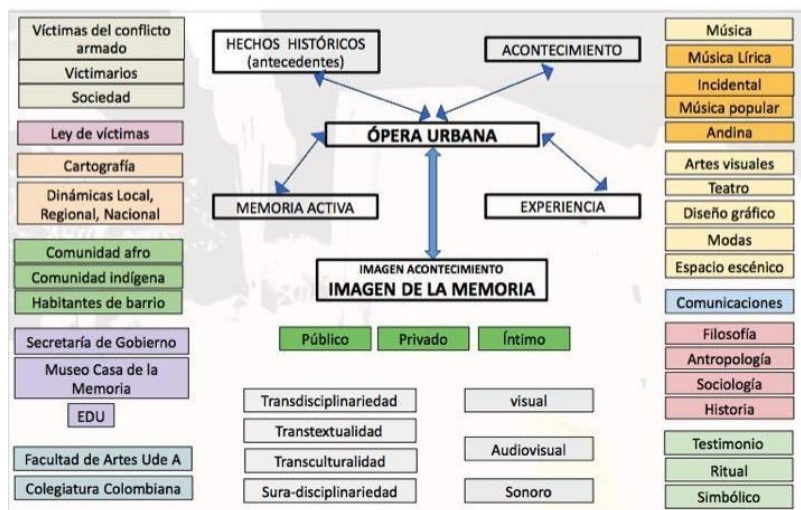 Víctimas del conflicto
armado
Victimarios
Sociedad
Ley de víctimas
Cartografía
Dinámicas Local,
Regional, Nacional
Comunidad afro
Comunidad indígena
Habitantes de barrio
Secretaría de Gobierno
Museo Casa de la
Memoria
EDU
Facultad de Artes Ude A
Colegiatura Colombiana
HECHOS HISTÓRICOS
(antecedentes)
ACONTECIMIENTO
ÓPERA URBANA
MEMORIA ACTIVA
EXPERIENCIA
IMAGEN ACONTECIMIENTO
IMAGEN DE LA MEMORIA
Público
Privado
Íntimo
Transdisciplinariedad
Transtextualidad
Transculturalidad
Sura-disciplinariedad
visual
Audiovisual
Sonoro
Música
Música Lírica
Incidental
Música popular
Andina
Artes visuales
Teatro
Diseño gráfico
Modas
Espacio escénico
Comunicaciones
Filosofía
Antropología
Sociología
Historia
Testimonio
Ritual
Simbólico